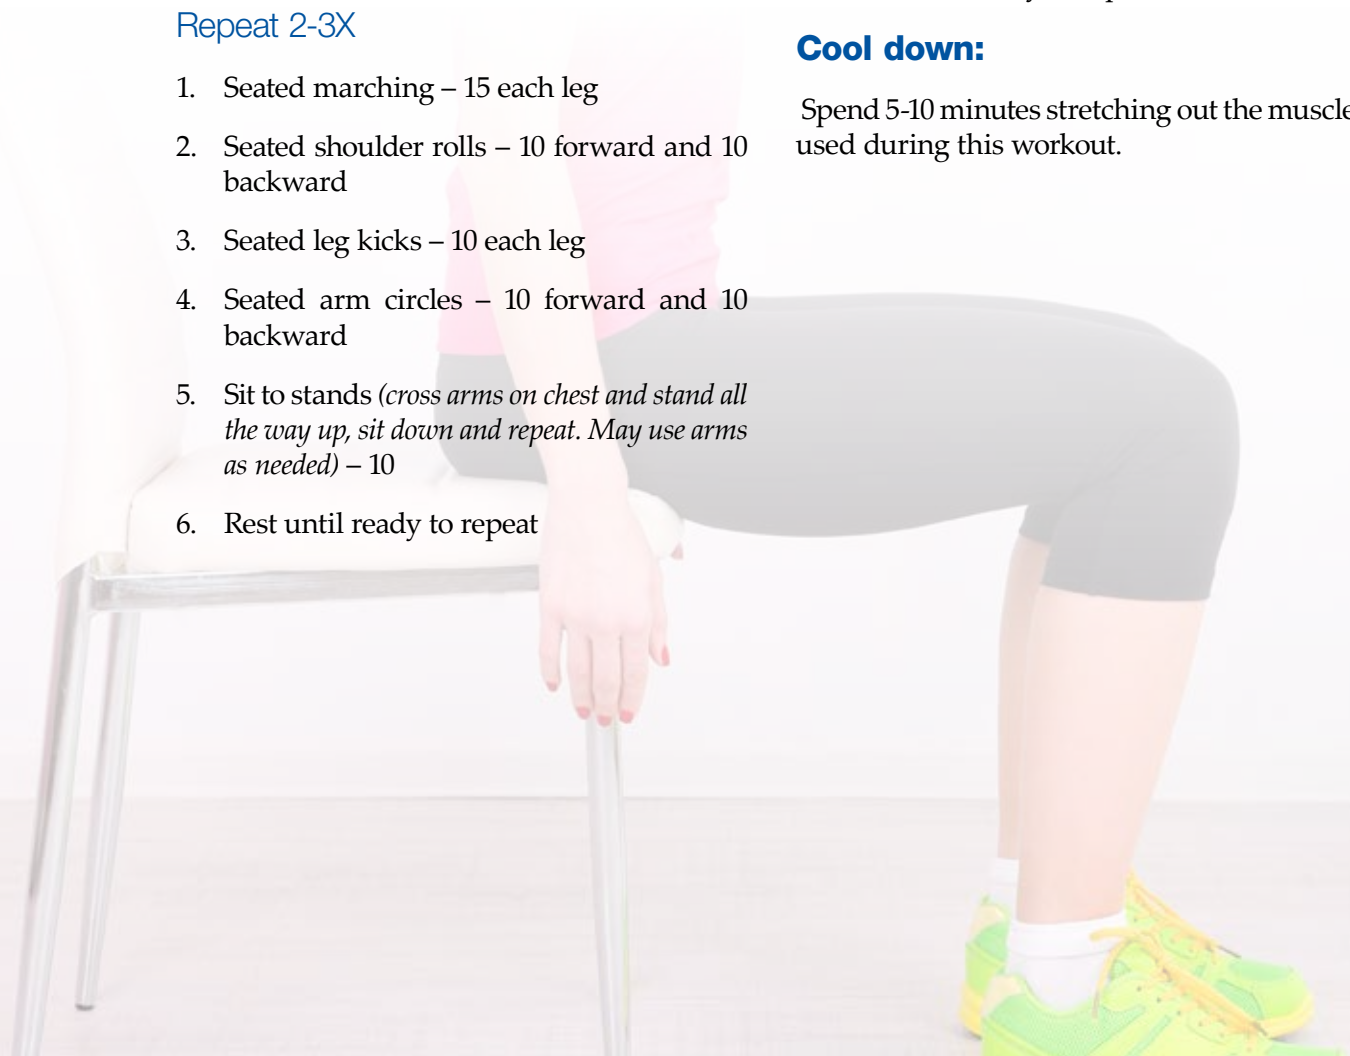 Repeat 2-3X
1. Seated marching – 15 each leg
2. Seated shoulder rolls – 10 forward and 10
backward
3. Seated leg kicks – 10 each leg
4. Seated arm circles – 10 forward and 10
backward
5. Sit to stands (cross arms on chest and stand all
the way up, sit down and repeat. May use arms
as needed) – 10
6. Rest until ready to repeat
Cool down:
Spend 5-10 minutes stretching out the muscle
used during this workout.